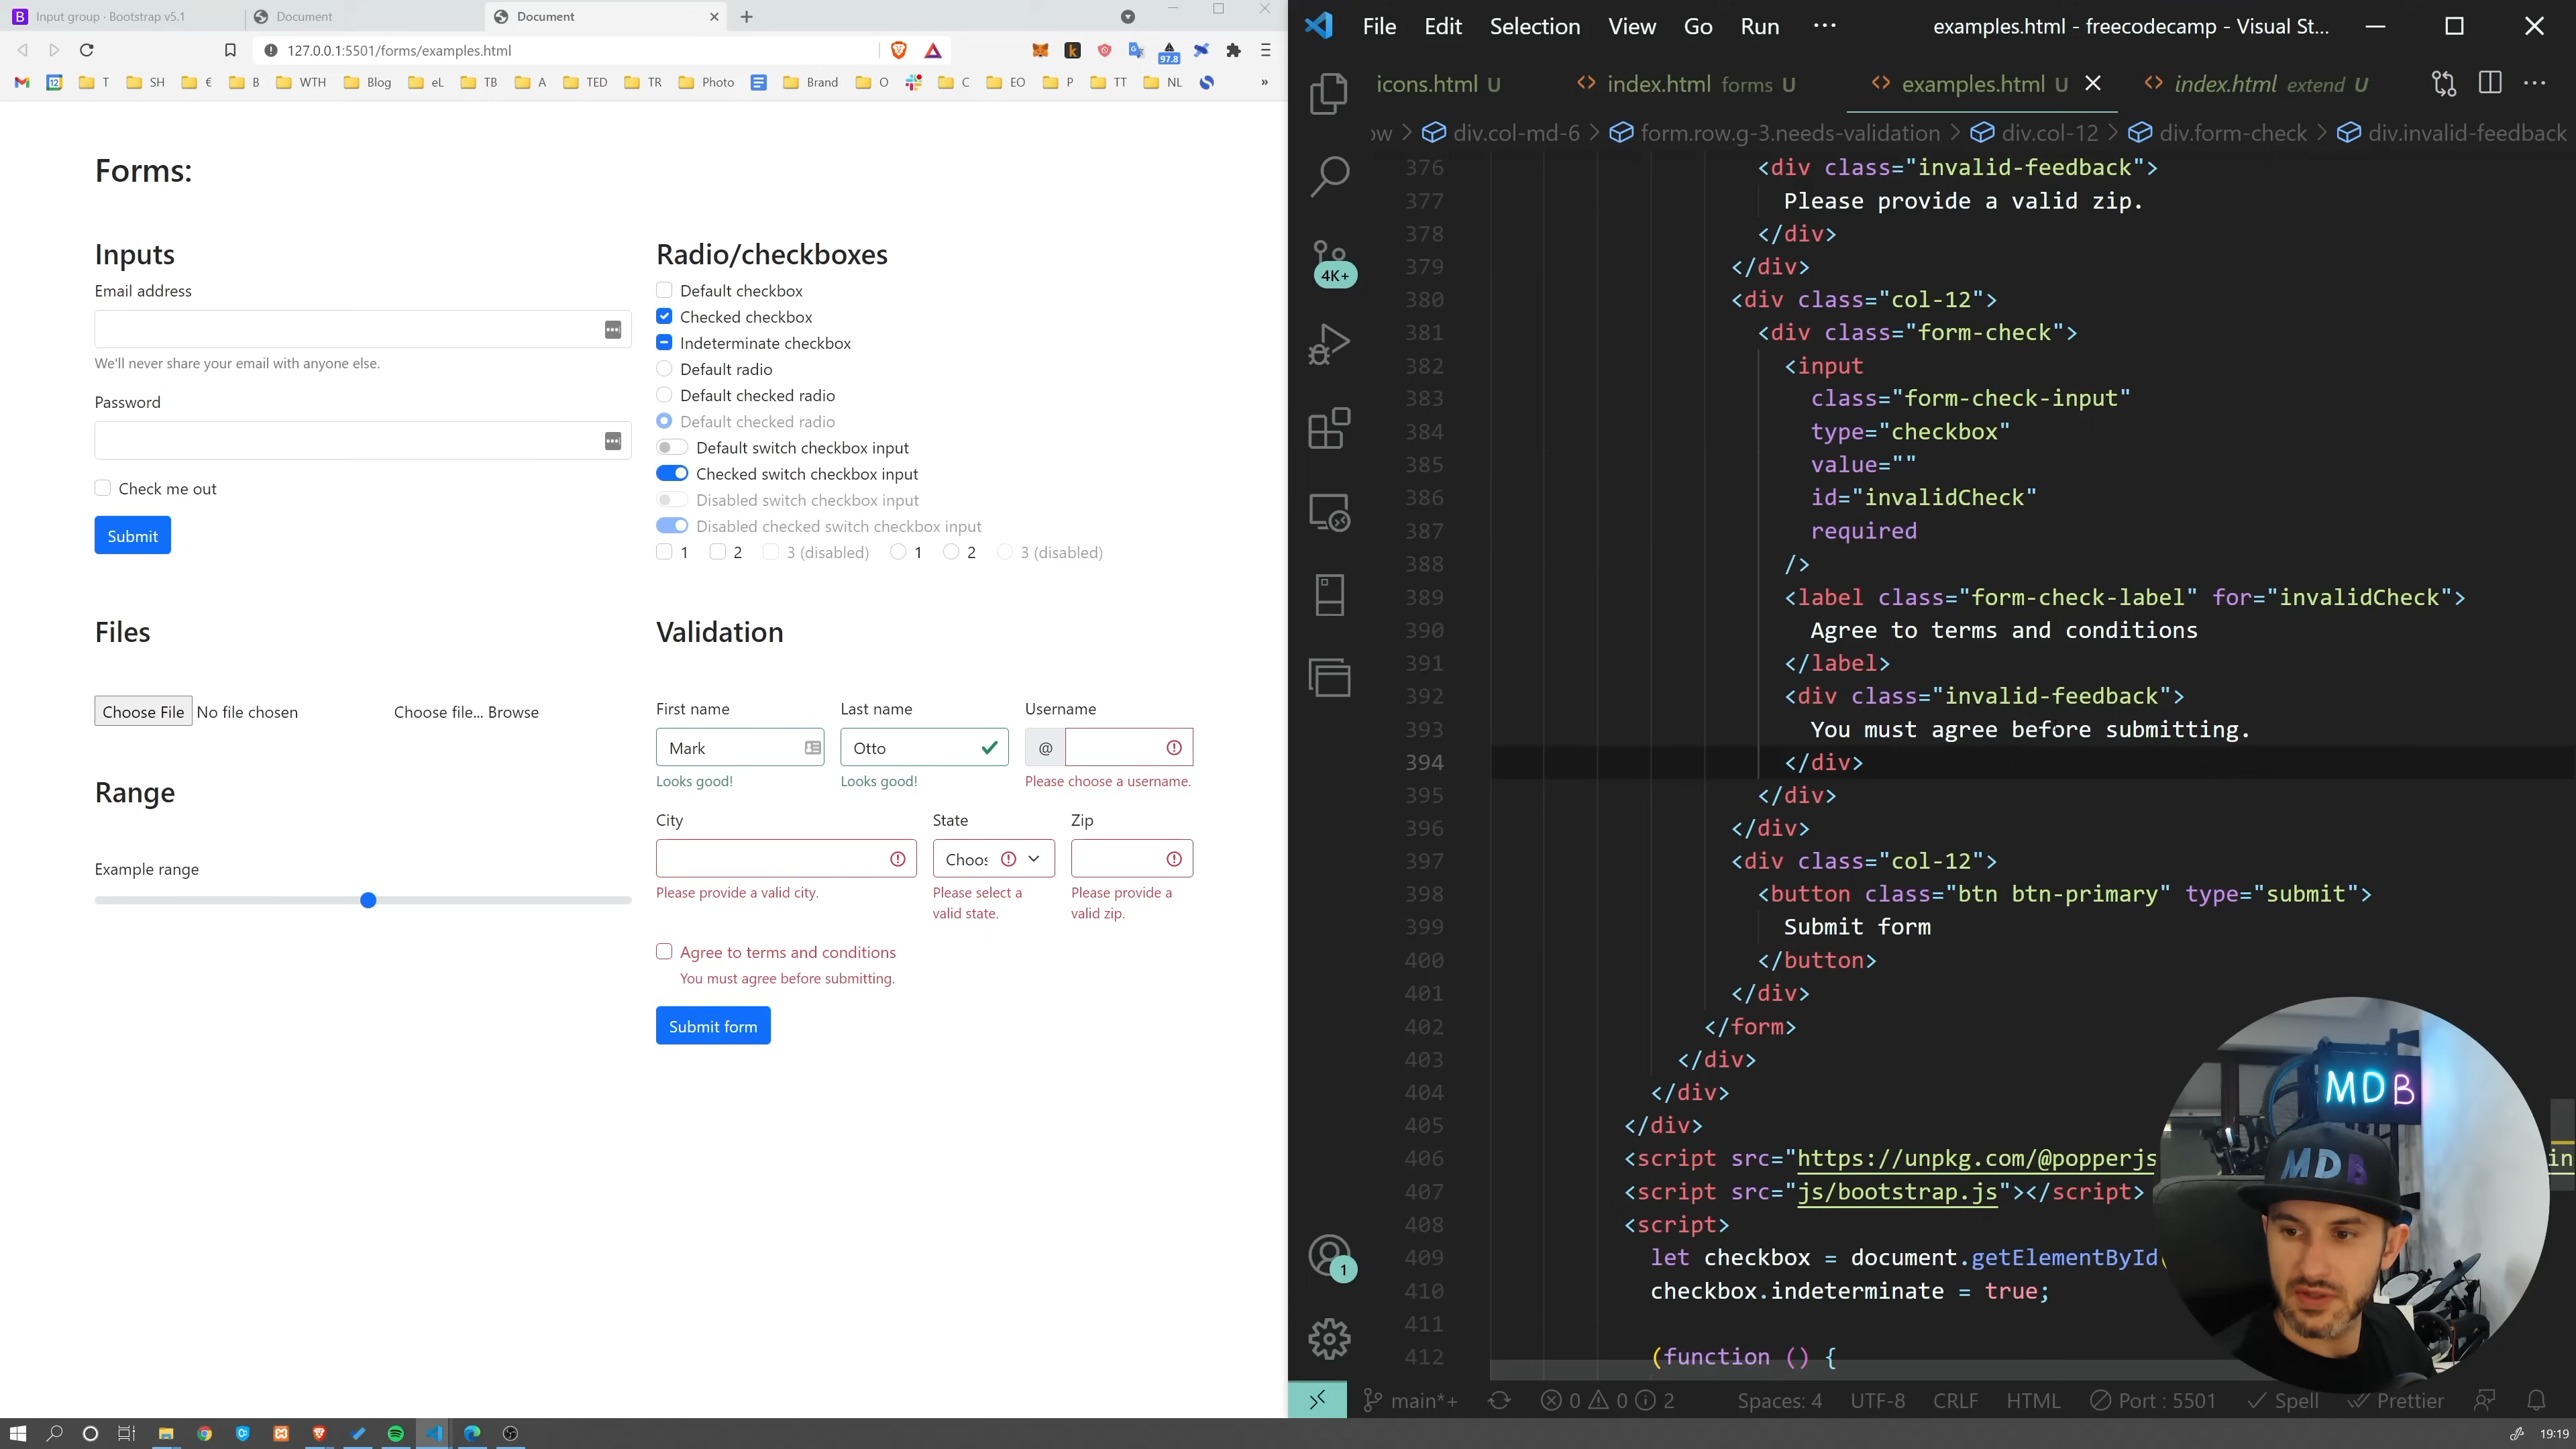 Input group · Bootstrap v5.1
Document
Document
127.0.0.1:5501/forms/examples.html
97.8
12
T
SH
€
B
WTH
Blog
eL
TB
A
TED
TR
Photo
Brand
O
C
EO
P
TT
NL
»
Forms:
Inputs
Email address
We'll never share your email with anyone else.
Password
Check me out
Submit
Radio/checkboxes
Default checkbox
Checked checkbox
Indeterminate checkbox
Default radio
Default checked radio
Default checked radio
Default switch checkbox input
Checked switch checkbox input
Disabled switch checkbox input
Disabled checked switch checkbox input
1 2 3 (disabled) 1 2 3 (disabled)
Files
Choose File No file chosen
Choose file... Browse
Range
Example range
Validation
First name Last name Username
Mark Otto @
Looks good! Looks good! Please choose a username.
City State Zip
Choos
Please provide a valid city.
Please select a
valid state.
Please provide a
valid zip.
Agree to terms and conditions
You must agree before submitting.
Submit form
File Edit Selection View Go Run ···
examples.html - freecodecamp - Visual St...
icons.html U
index.html forms U
examples.html U
index.html extend U
ow > div.col-md-6 > form.row.g-3.needs-validation > div.col-12 > div.form-check > div.invalid-feedback
4K+
1
376 <div class="invalid-feedback">
377 Please provide a valid zip.
378 </div>
379 </div>
380 <div class="col-12">
381 <div class="form-check">
382 <input
383 class="form-check-input"
384 type="checkbox"
385 value=""
386 id="invalidCheck"
387 required
388 />
389 <label class="form-check-label" for="invalidCheck">
390 Agree to terms and conditions
391 </label>
392 <div class="invalid-feedback">
393 You must agree before submitting.
394 </div>
395 </div>
396 </div>
397 <div class="col-12">
398 <button class="btn btn-primary" type="submit">
399 Submit form
400 </button>
401 </div>
402 </form>
403 </div>
404 </div>
405 </div>
406 <script src="https://unpkg.com/@popperjs in
407 <script src="js/bootstrap.js"></script>
408 <script>
409 let checkbox = document.getElementById(
410 checkbox.indeterminate = true;
411
412 (function () {
MDB
MDB
main*+ 0 0 2 Spaces: 4 UTF-8 CRLF HTML Port : 5501 Spell Prettier
19:19